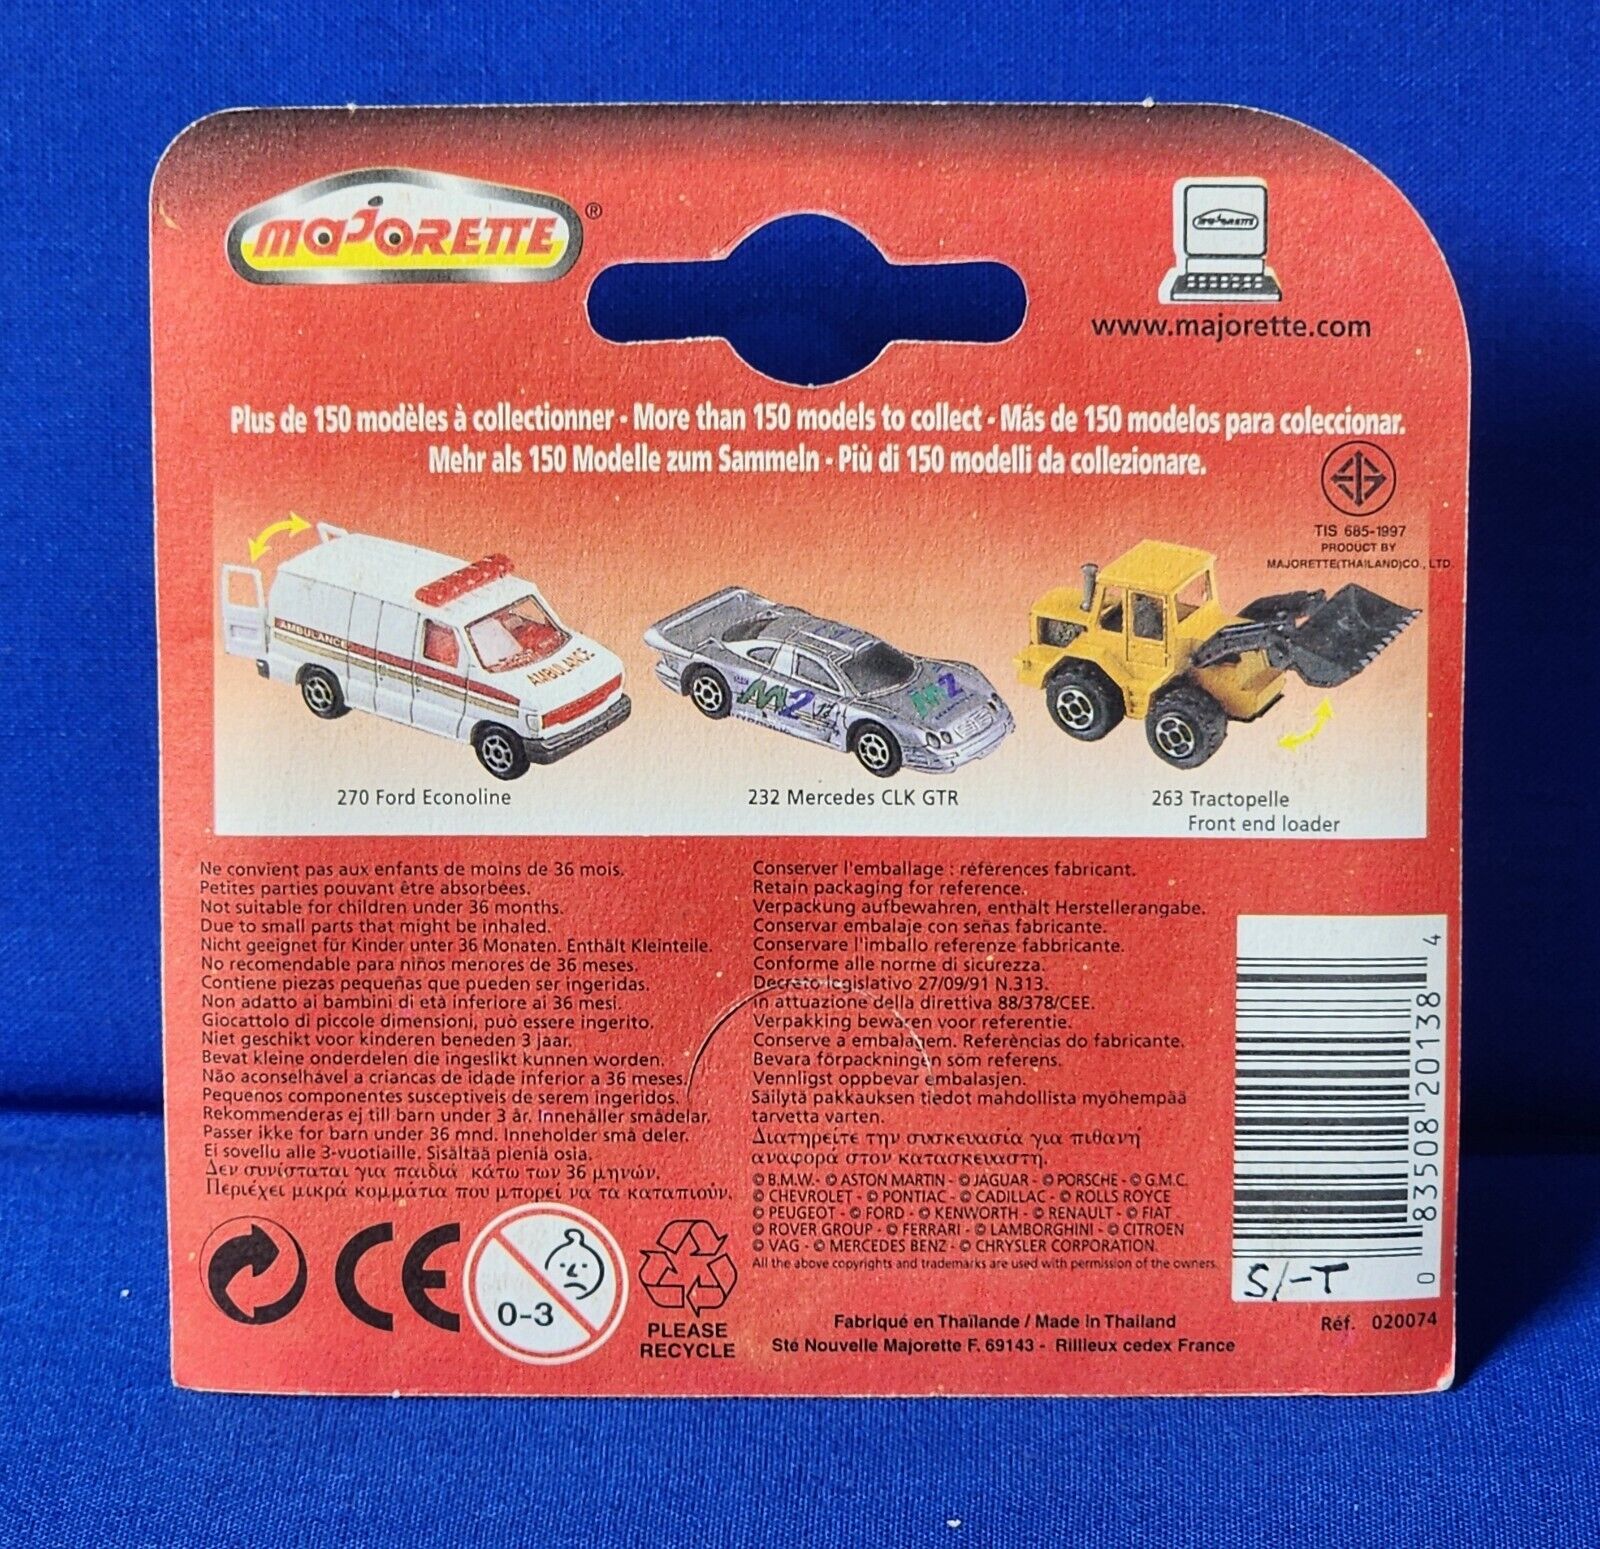 MAJORETTE®
MAJORETTE
www.majorette.com
Plus de 150 modèles à collectionner - More than 150 models to collect - Más de 150 modelos para coleccionar.
Mehr als 150 Modelle zum Sammeln - Più di 150 modelli da collezionare.
TIS 685-1997
PRODUCT BY
MAJORETTE(THAILAND)CO., LTD.
AMBULANCE
AMBULANCE
M2
M2
270 Ford Econoline
232 Mercedes CLK GTR
263 Tractopelle
Front end loader
Ne convient pas aux enfants de moins de 36 mois.
Petites parties pouvant être absorbées.
Not suitable for children under 36 months.
Due to small parts that might be inhaled.
Nicht geeignet für Kinder unter 36 Monaten. Enthält Kleinteile.
No recomendable para niños menores de 36 meses.
Contiene piezas pequeñas que pueden ser ingeridas.
Non adatto ai bambini di età inferiore ai 36 mesi.
Giocattolo di piccole dimensioni, può essere ingerito.
Niet geschikt voor kinderen beneden 3 jaar.
Bevat kleine onderdelen die ingeslikt kunnen worden.
Não aconselhável a criancas de idade inferior a 36 meses.
Pequenos componentes susceptiveis de serem ingeridos.
Rekommenderas ej till barn under 3 år. Innehåller smådelar.
Passer ikke for barn under 36 mnd. Inneholder små deler.
Ei sovellu alle 3-vuotiaille. Sisältää pieniä osia.
Δεν συνίσταται για παιδιά κάτω των 36 μηνών.
Περιέχει μικρά κομμάτια που μπορεί να τα καταπιούν.
Conserver l'emballage : références fabricant.
Retain packaging for reference.
Verpackung aufbewahren, enthält Herstellerangabe.
Conservar embalaje con señas fabricante.
Conservare l'imballo referenze fabbricante.
Conforme alle norme di sicurezza.
Decreto legislativo 27/09/91 N.313.
in attuazione della direttiva 88/378/CEE.
Verpakking bewaren voor referentie.
Conserve a embalagem. Referências do fabricante.
Bevara förpackningen som referens.
Vennligst oppbevar embalasjen.
Säilytä pakkauksen tiedot mahdollista myöhempää
tarvetta varten.
Διατηρείτε την συσκευασία για πιθανή
αναφορά στον κατασκευαστή.
© B.M.W.- © ASTON MARTIN - © JAGUAR - © PORSCHE - © G.M.C.
© CHEVROLET - © PONTIAC - © CADILLAC - © ROLLS ROYCE
© PEUGEOT - © FORD - © KENWORTH - © RENAULT - © FIAT
© ROVER GROUP - © FERRARI - © LAMBORGHINI - © CITROEN
© VAG - © MERCEDES BENZ - © CHRYSLER CORPORATION.
All the above copyrights and trademarks are used with permission of the owners.
0 83508 20138 4
S/-T
CE
0-3
PLEASE
RECYCLE
Fabriqué en Thaïlande / Made in Thailand
Sté Nouvelle Majorette F. 69143 - Rillieux cedex France
Réf. 020074